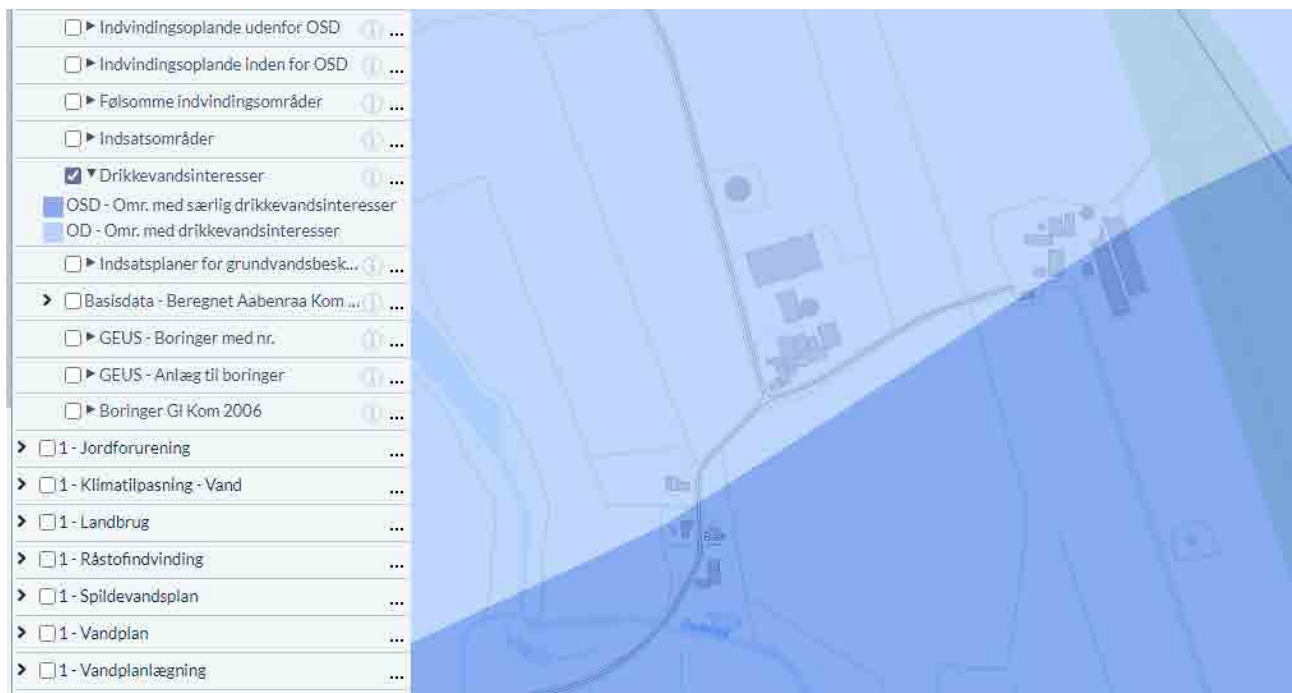 Indvindingsoplande udenfor OSD ...
Indvindingsoplande inden for OSD ...
Følsomme indvindingsområder ...
Indsatsområder ...
Drikkevandsinteresser ...
OSD - Omr. med særlig drikkevandsinteresser
OD - Omr. med drikkevandsinteresser
Indsatsplaner for grundvandsbesk... ...
Basisdata - Beregnet Aabenraa Kom ... ...
GEUS - Boringer med nr. ...
GEUS - Anlæg til boringer ...
Boringer Gl Kom 2006 ...
1 - Jordforurening ...
1 - Klimatilpasning - Vand ...
1 - Landbrug ...
1 - Råstofindvinding ...
1 - Spildevandsplan ...
1 - Vandplan ...
1 - Vandplanlægning ...